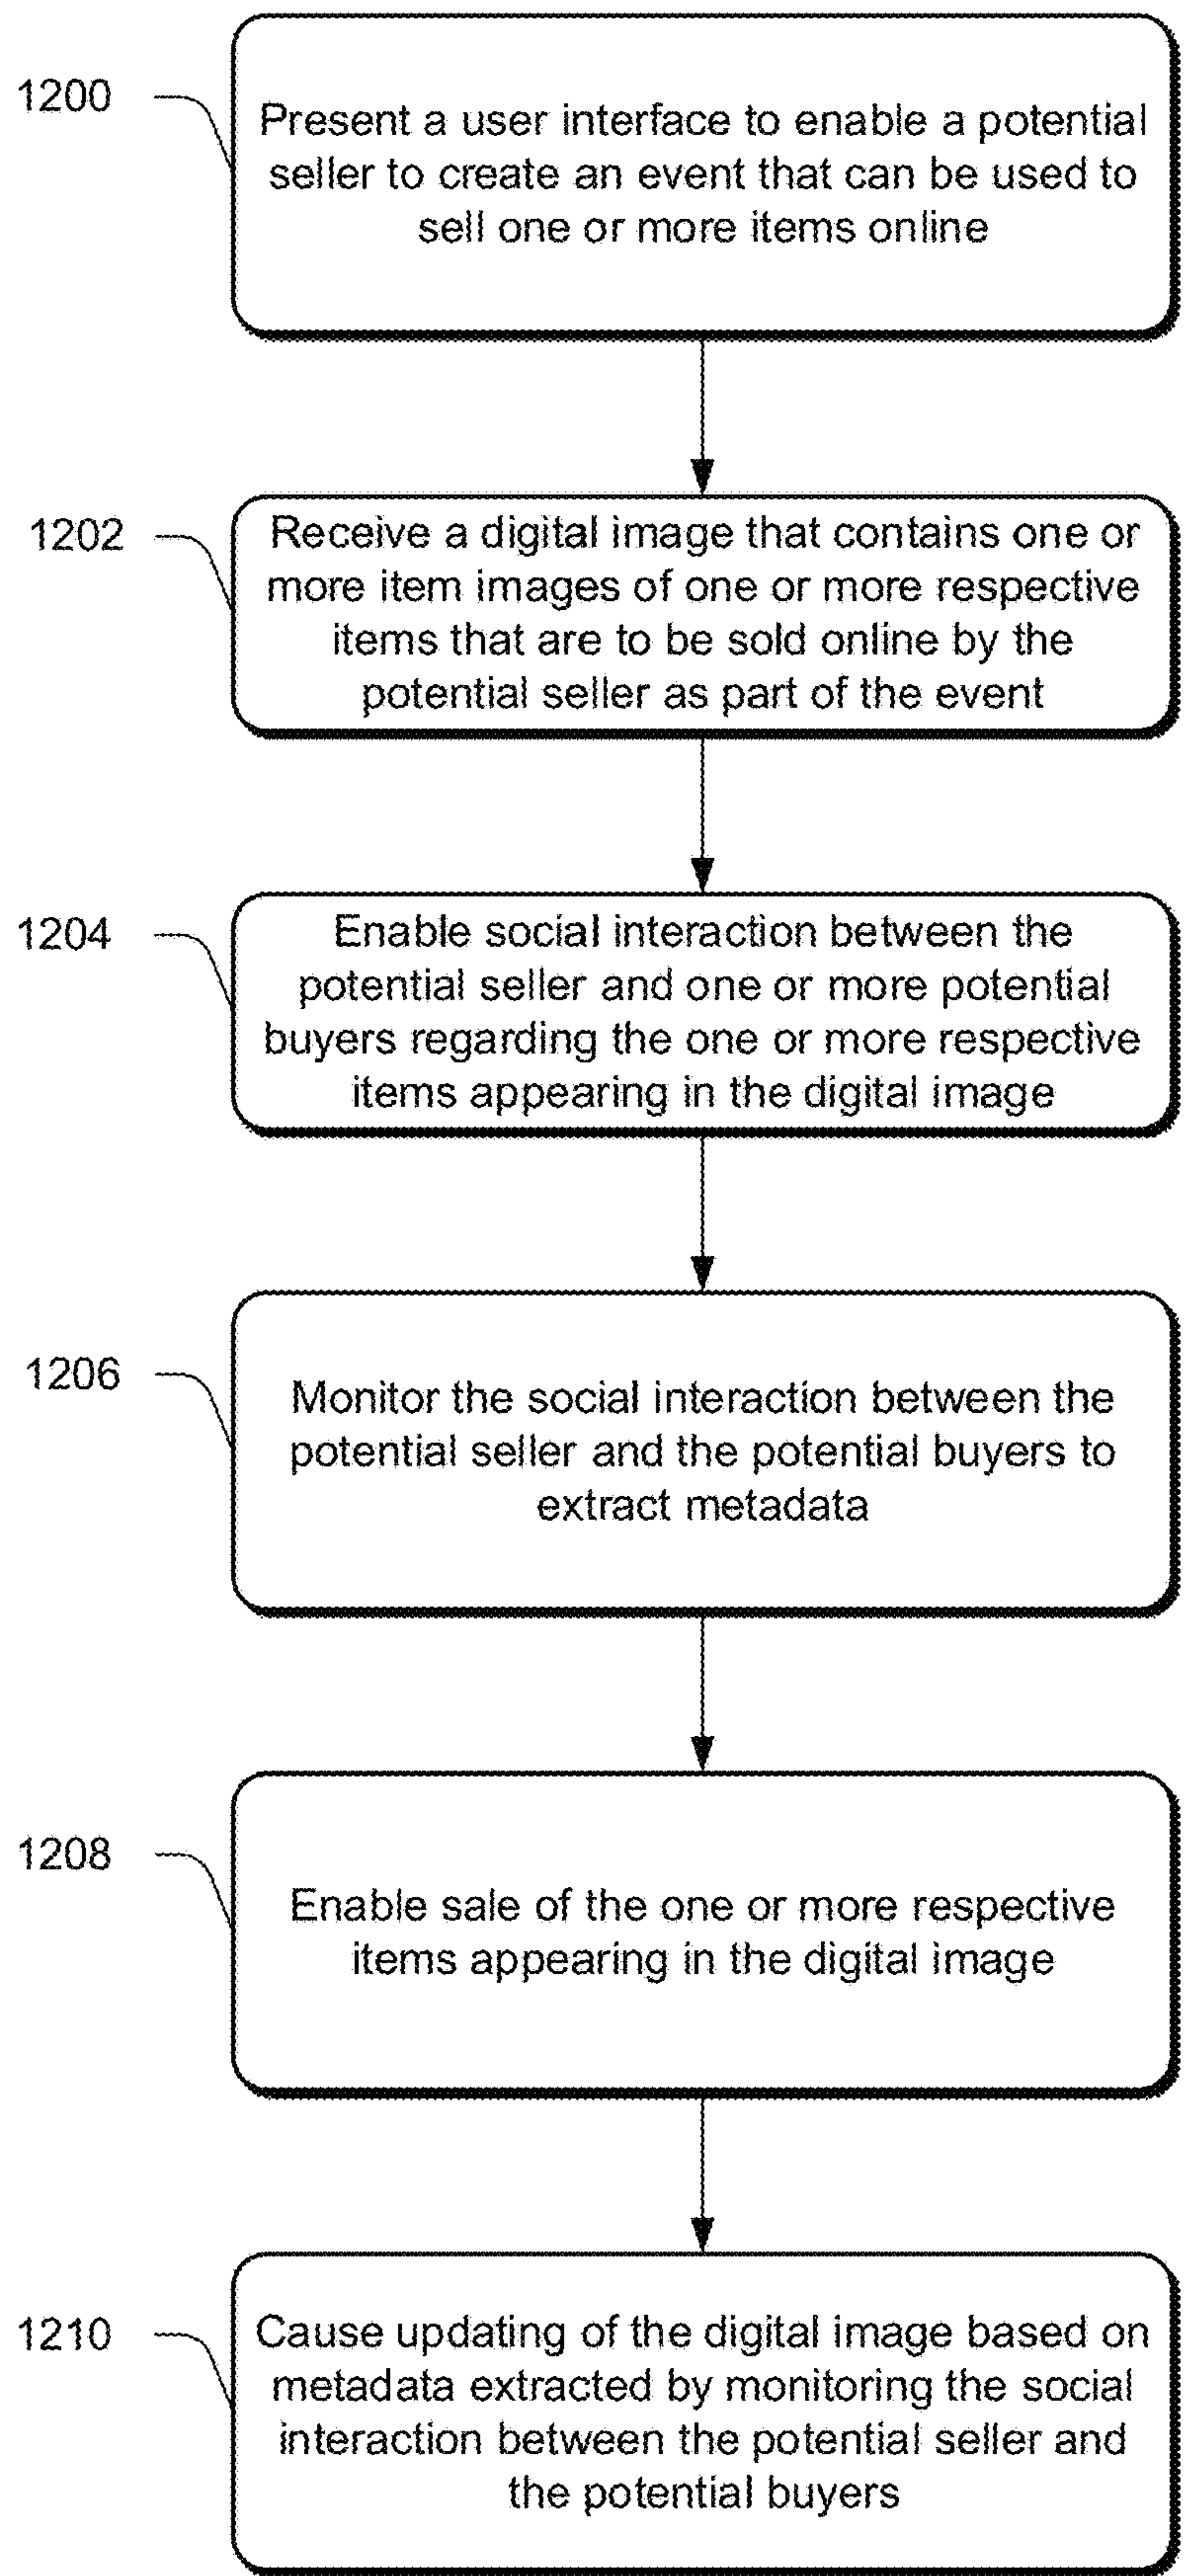 1200
Present a user interface to enable a potential
seller to create an event that can be used to
sell one or more items online
1202
Receive a digital image that contains one or
more item images of one or more respective
items that are to be sold online by the
potential seller as part of the event
1204
Enable social interaction between the
potential seller and one or more potential
buyers regarding the one or more respective
items appearing in the digital image
1206
Monitor the social interaction between the
potential seller and the potential buyers to
extract metadata
1208
Enable sale of the one or more respective
items appearing in the digital image
1210
Cause updating of the digital image based on
metadata extracted by monitoring the social
interaction between the potential seller and
the potential buyers